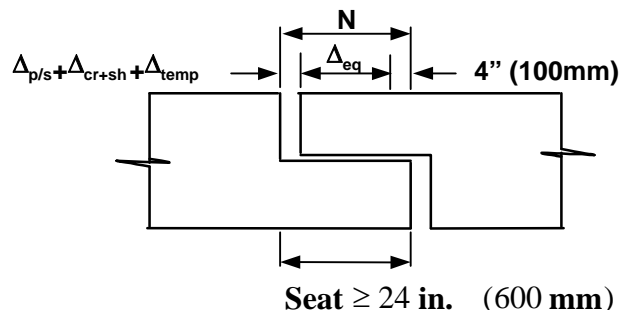 N
Δp/s+Δcr+sh+Δtemp
Δeq
4” (100mm)
Seat ≥ 24 in. (600 mm)